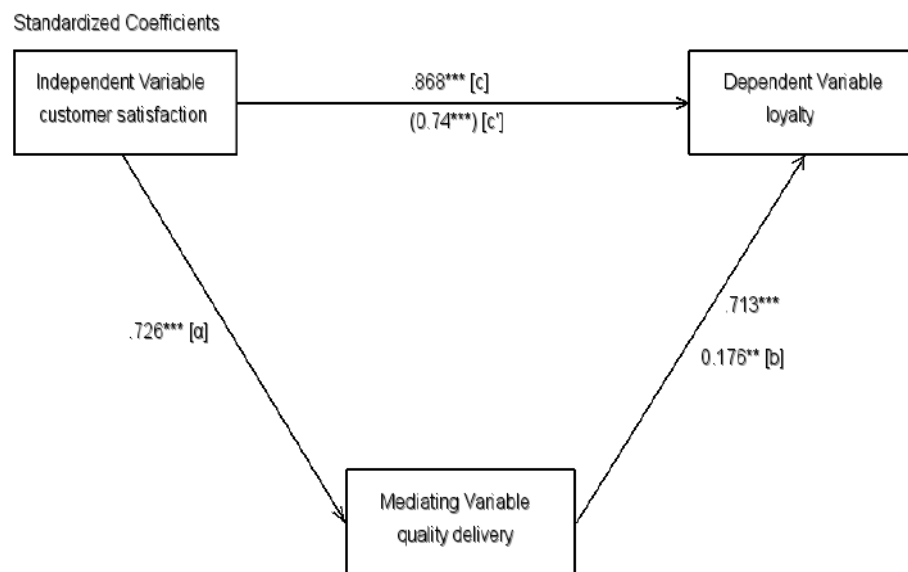 Standardized Coefficients
Independent Variable
customer satisfaction
.868*** [c]
(0.74***) [c']
Dependent Variable
loyalty
.726*** [α]
.713***
0.176** [b]
Mediating Variable
quality delivery